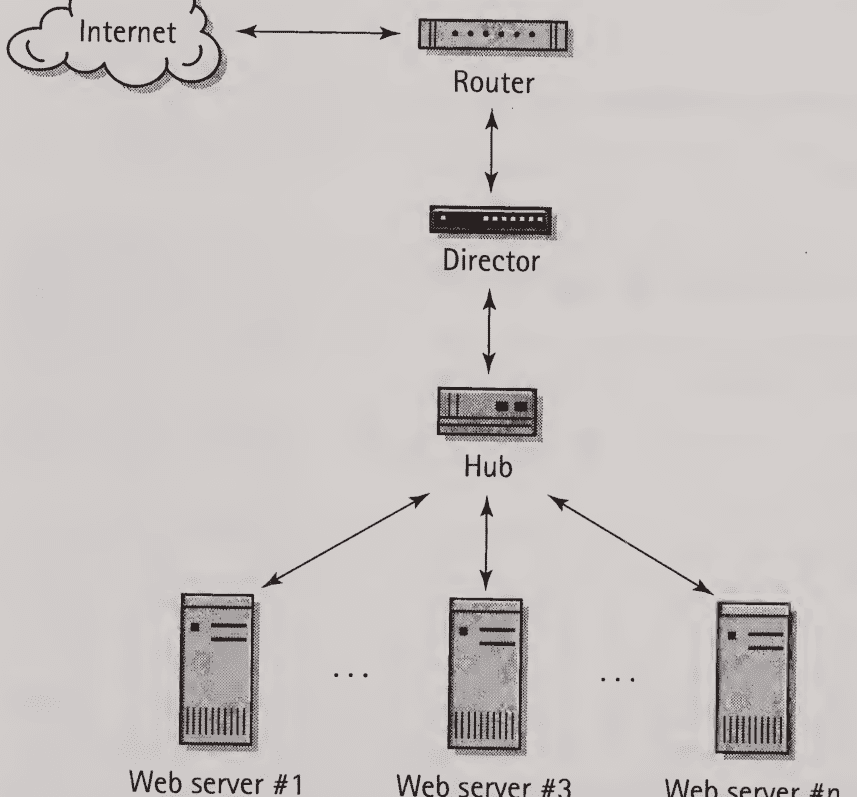 Internet
Router
Director
Hub
. . .
. . .
Web server #1
Web server #3
Web server #n